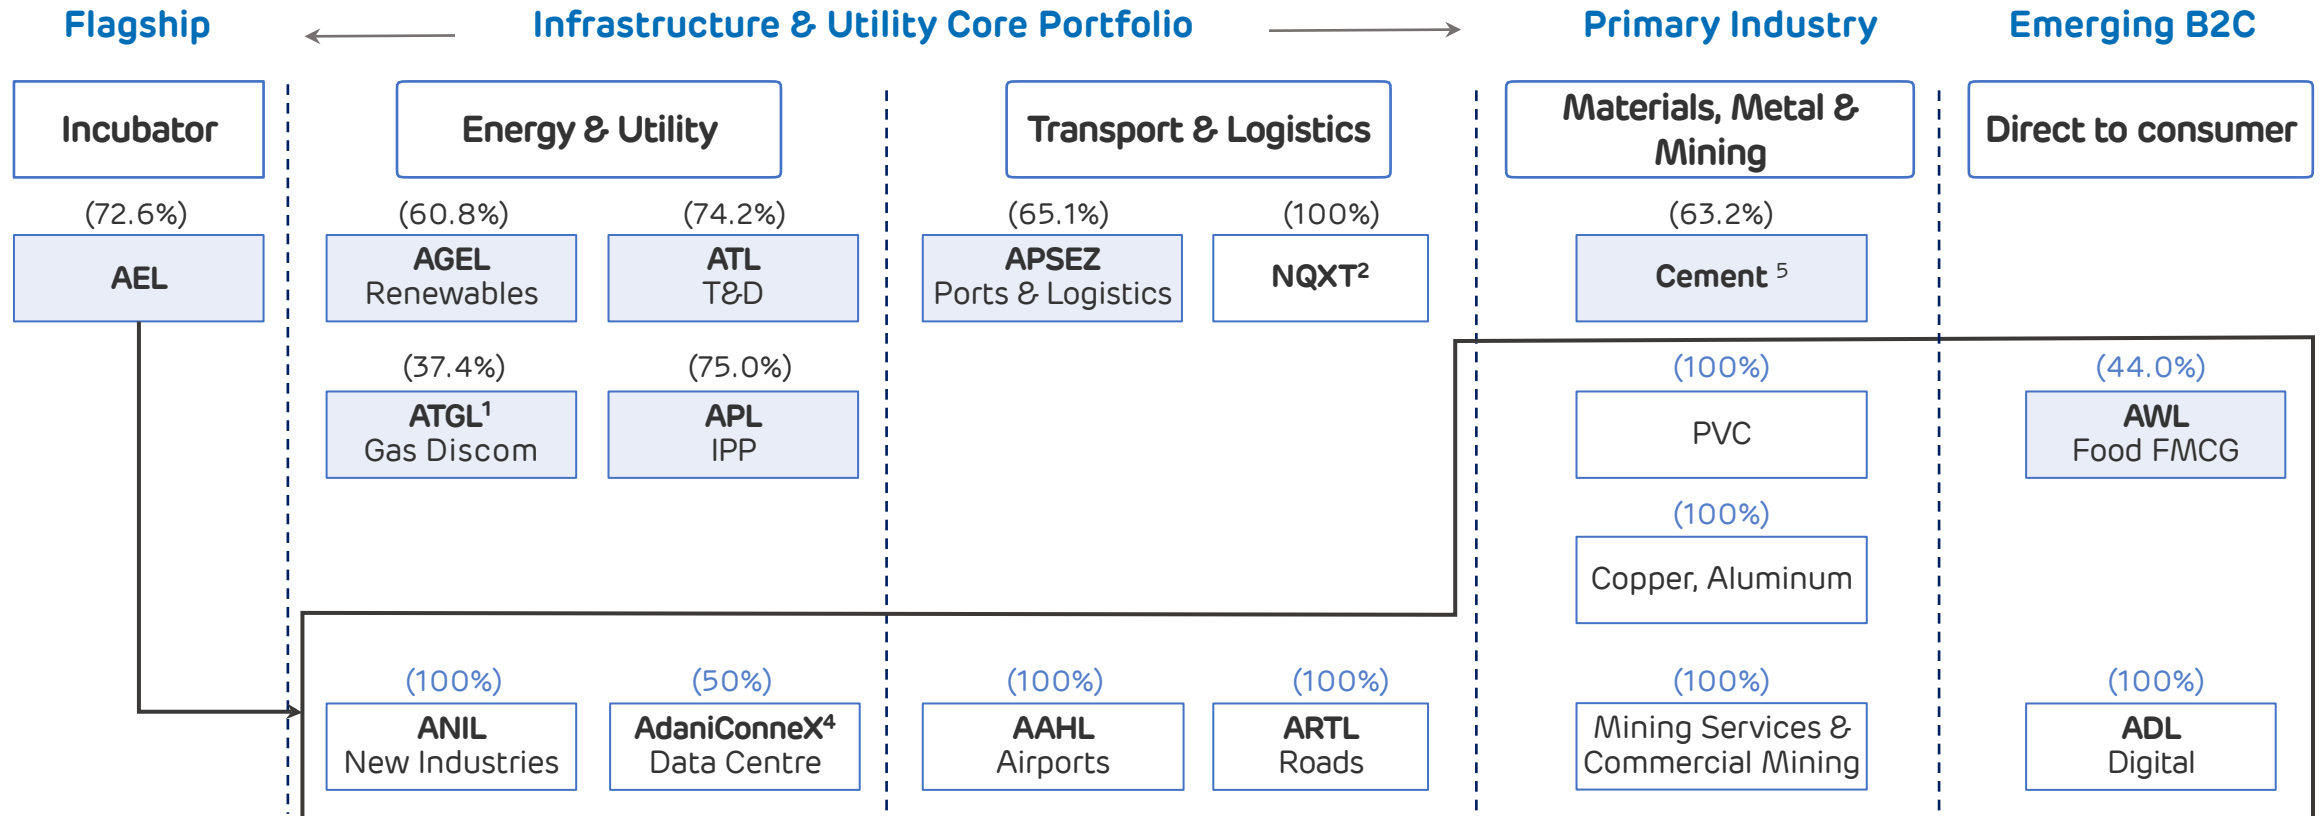 Flagship
Infrastructure & Utility Core Portfolio
Primary Industry
Emerging B2C
Incubator
Energy & Utility
Transport & Logistics
Materials, Metal &
Mining
Direct to consumer
(72.6%)
(60.8%)
(74.2%)
(65.1%)
(100%)
(63.2%)
AEL
AGEL
Renewables
ATL
T&D
APSEZ
Ports & Logistics
NQXT²
Cement ⁵
(37.4%)
(75.0%)
(100%)
(44.0%)
ATGL¹
Gas Discom
APL
IPP
PVC
AWL
Food FMCG
(100%)
Copper, Aluminum
(100%)
(50%)
(100%)
(100%)
(100%)
(100%)
ANIL
New Industries
AdaniConneX⁴
Data Centre
AAHL
Airports
ARTL
Roads
Mining Services &
Commercial Mining
ADL
Digital